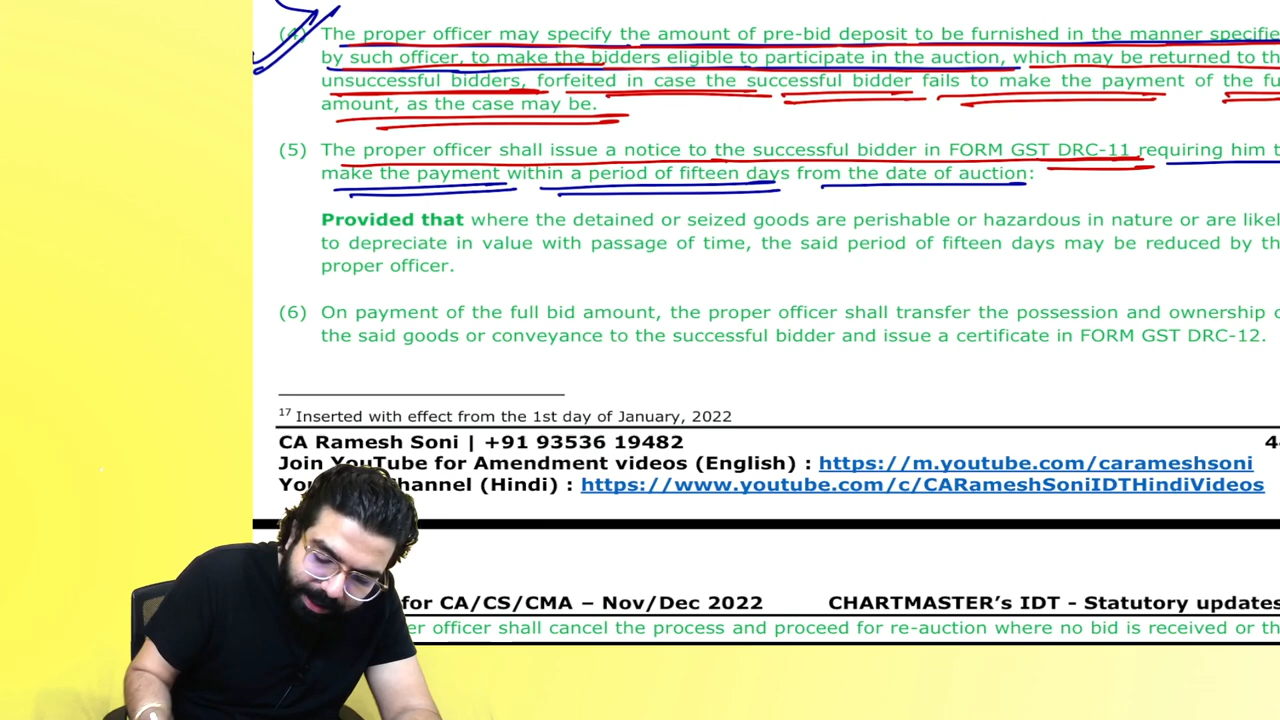 (4) The proper officer may specify the amount of pre-bid deposit to be furnished in the manner
by such officer, to make the bidders eligible to participate in the auction, which may be returned to
unsuccessful bidders, forfeited in case the successful bidder fails to make the payment of the
amount, as the case may be.
(5) The proper officer shall issue a notice to the successful bidder in FORM GST DRC-11 requiring him
make the payment within a period of fifteen days from the date of auction:
Provided that where the detained or seized goods are perishable or hazardous in nature or are
to depreciate in value with passage of time, the said period of fifteen days may be reduced by
proper officer.
(6) On payment of the full bid amount, the proper officer shall transfer the possession and ownership
the said goods or conveyance to the successful bidder and issue a certificate in FORM GST DRC-12.
17 Inserted with effect from the 1st day of January, 2022
CA Ramesh Soni | +91 93536 19482
Join YouTube for Amendment videos (English) : https://m.youtube.com/carameshsoni
(Hindi) : https://www.youtube.com/c/CARameshSoniIDTHindiVideos
for CA/CS/CMA – Nov/Dec 2022 CHARTMASTER's IDT - Statutory updates
officer shall cancel the process and proceed for re-auction where no bid is received or